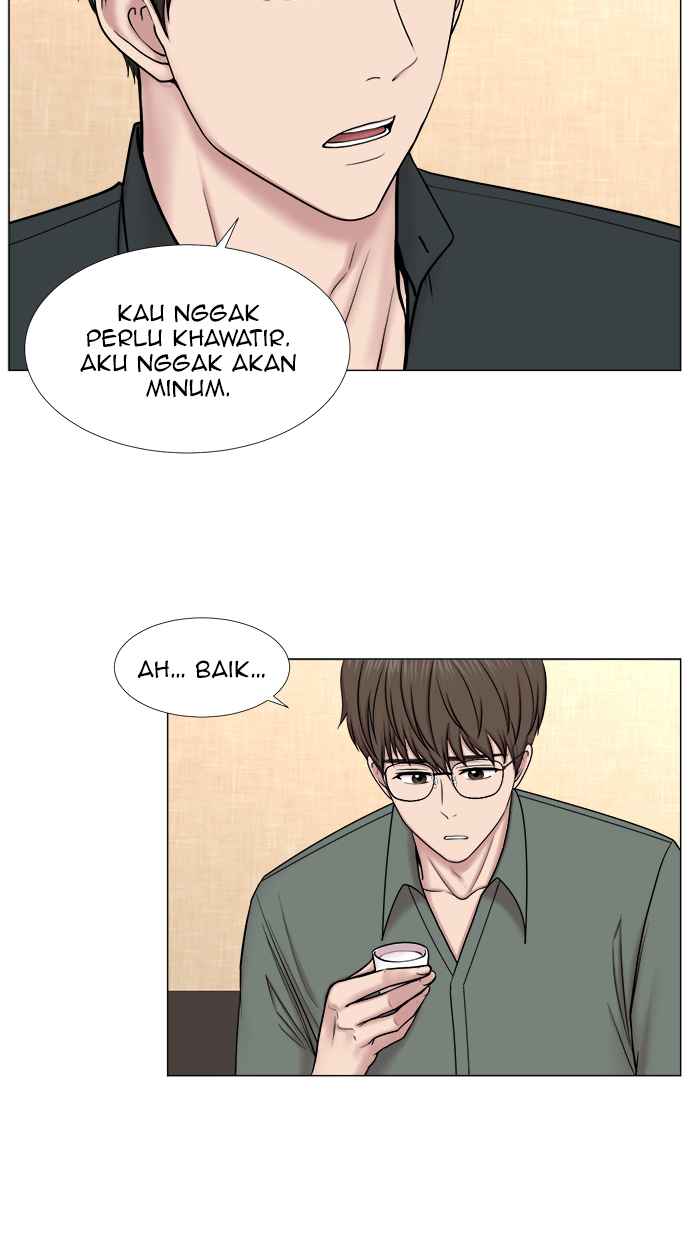 KAU NGGAK
PERLU KHAWATIR.
AKU NGGAK AKAN
MINUM.
AH... BAIK...